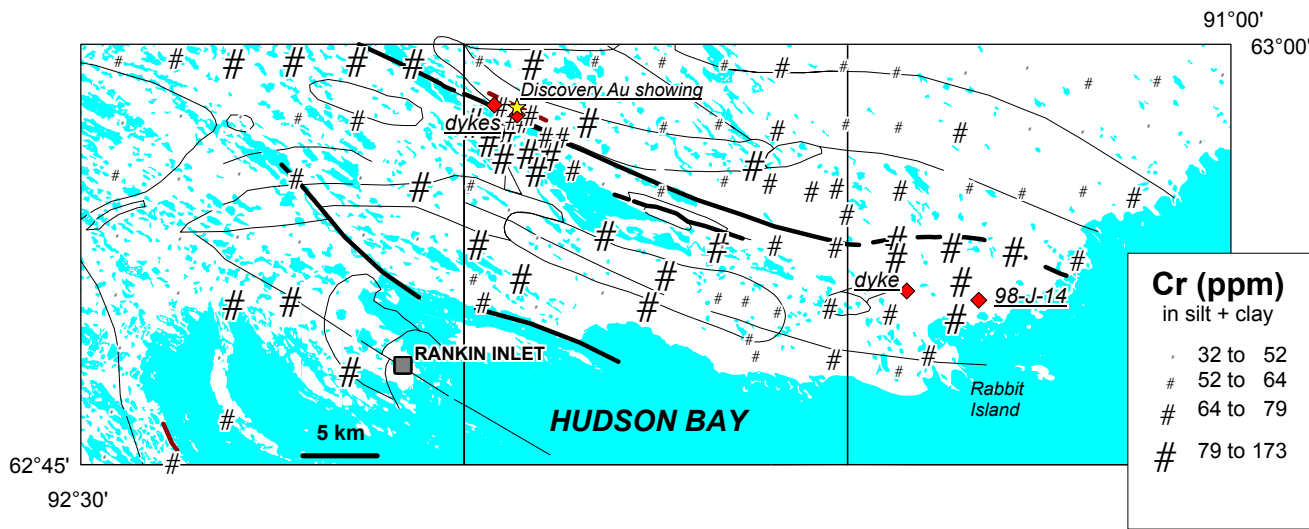 91°00'
63°00'
Discovery Au showing
dykes
dyke
98-J-14
Cr (ppm)
in silt + clay
32 to 52
# 52 to 64
# 64 to 79
# 79 to 173
RANKIN INLET
Rabbit
Island
HUDSON BAY
5 km
62°45'
92°30'